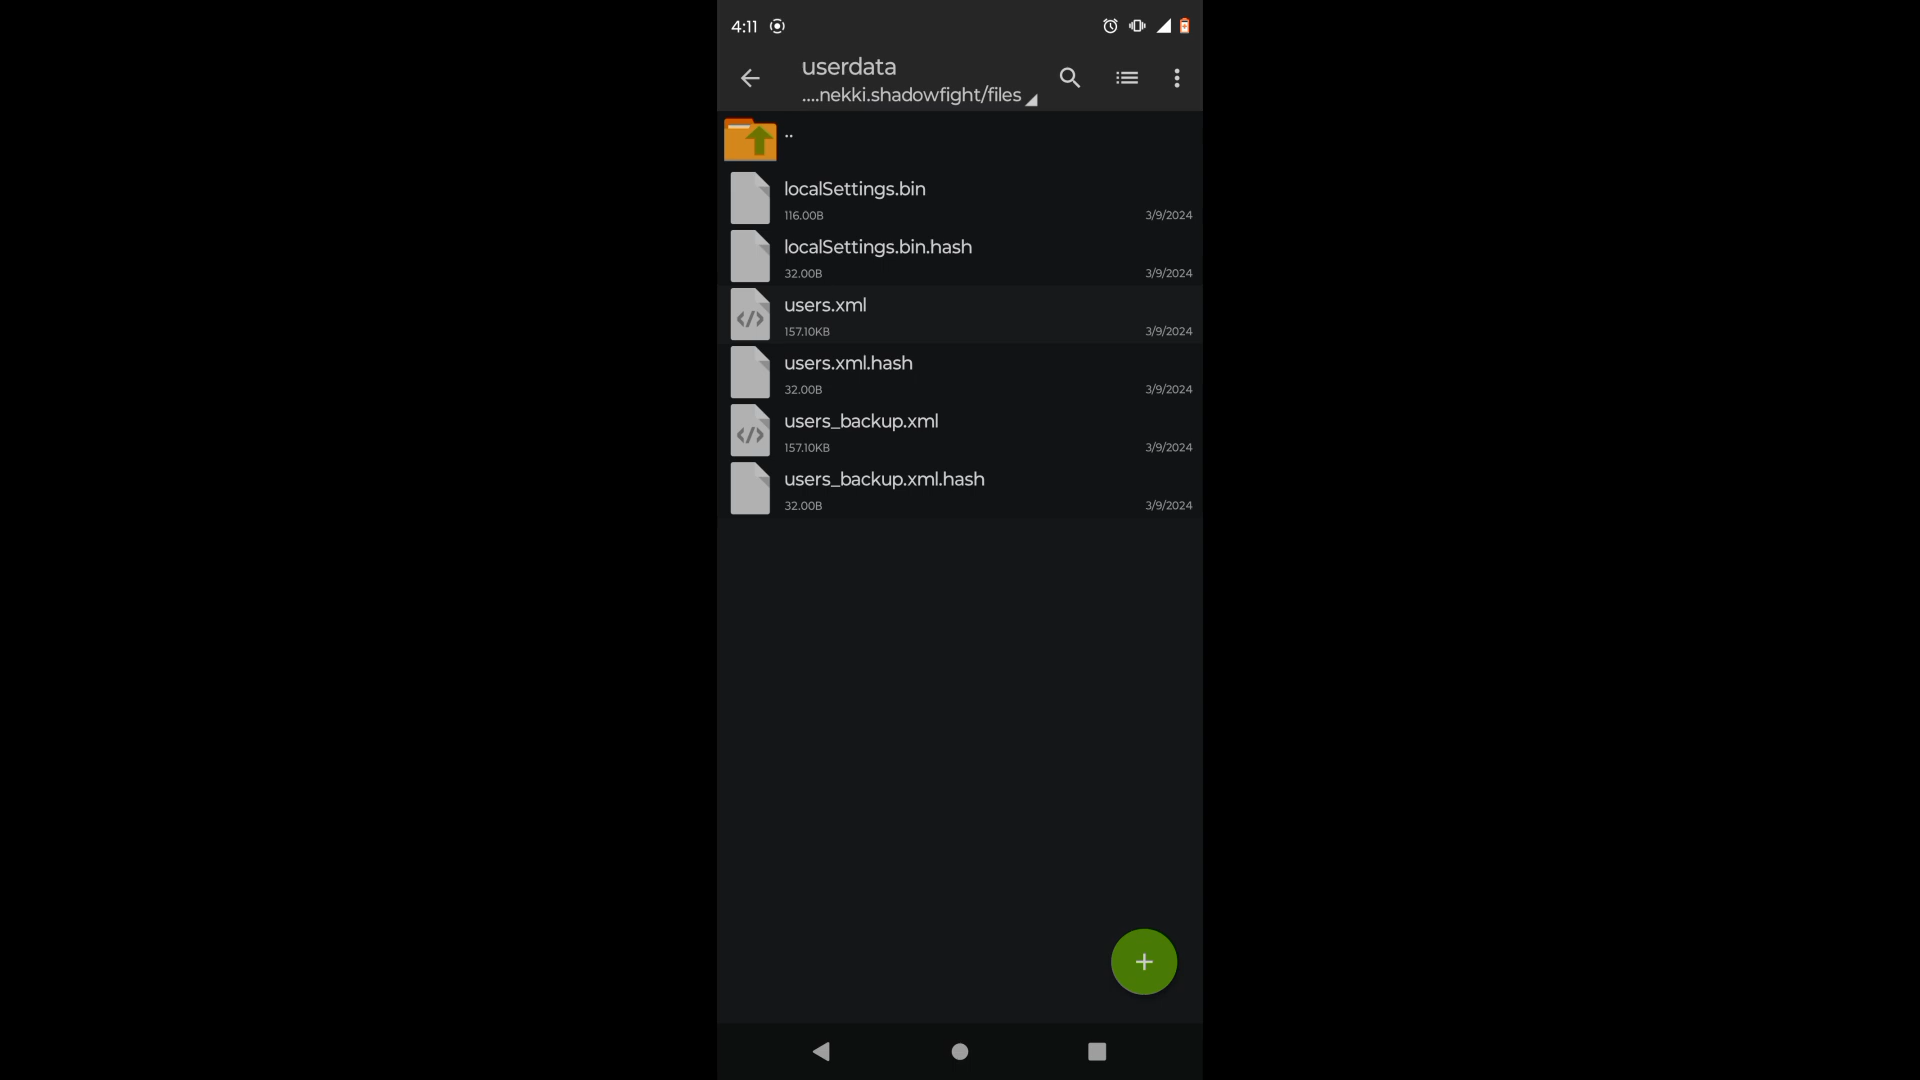 4:11
userdata
....nekki.shadowfight/files
..
localSettings.bin
116.00B 3/9/2024
localSettings.bin.hash
32.00B 3/9/2024
users.xml
157.10KB 3/9/2024
users.xml.hash
32.00B 3/9/2024
users_backup.xml
157.10KB 3/9/2024
users_backup.xml.hash
32.00B 3/9/2024